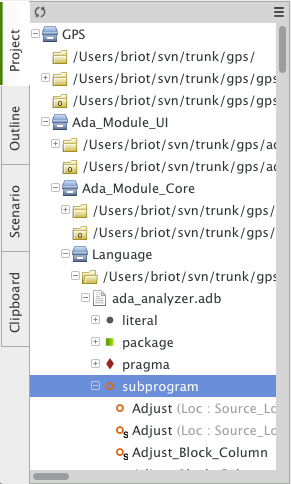 Project
Outline
Scenario
Clipboard
GPS
/Users/briot/svn/trunk/gps/
/Users/briot/svn/trunk/gps/gps
/Users/briot/svn/trunk/gps/gps
Ada_Module_UI
/Users/briot/svn/trunk/gps/ad
/Users/briot/svn/trunk/gps/ad
Ada_Module_Core
/Users/briot/svn/trunk/gps/
/Users/briot/svn/trunk/gps/
Language
/Users/briot/svn/trunk/gps
ada_analyzer.adb
literal
package
pragma
subprogram
Adjust (Loc : Source_Lo
Adjust (Loc : Source_Lo
Adjust_Block_Column